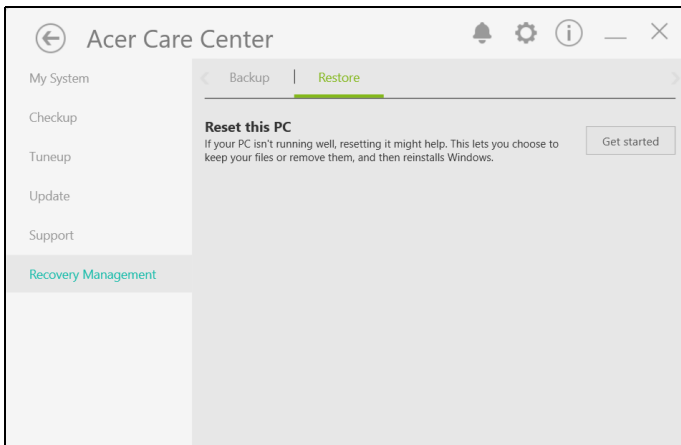 Acer Care Center
My System
Backup
Restore
Checkup
Reset this PC
If your PC isn't running well, resetting it might help. This lets you choose to
keep your files or remove them, and then reinstalls Windows.
Get started
Tuneup
Update
Support
Recovery Management